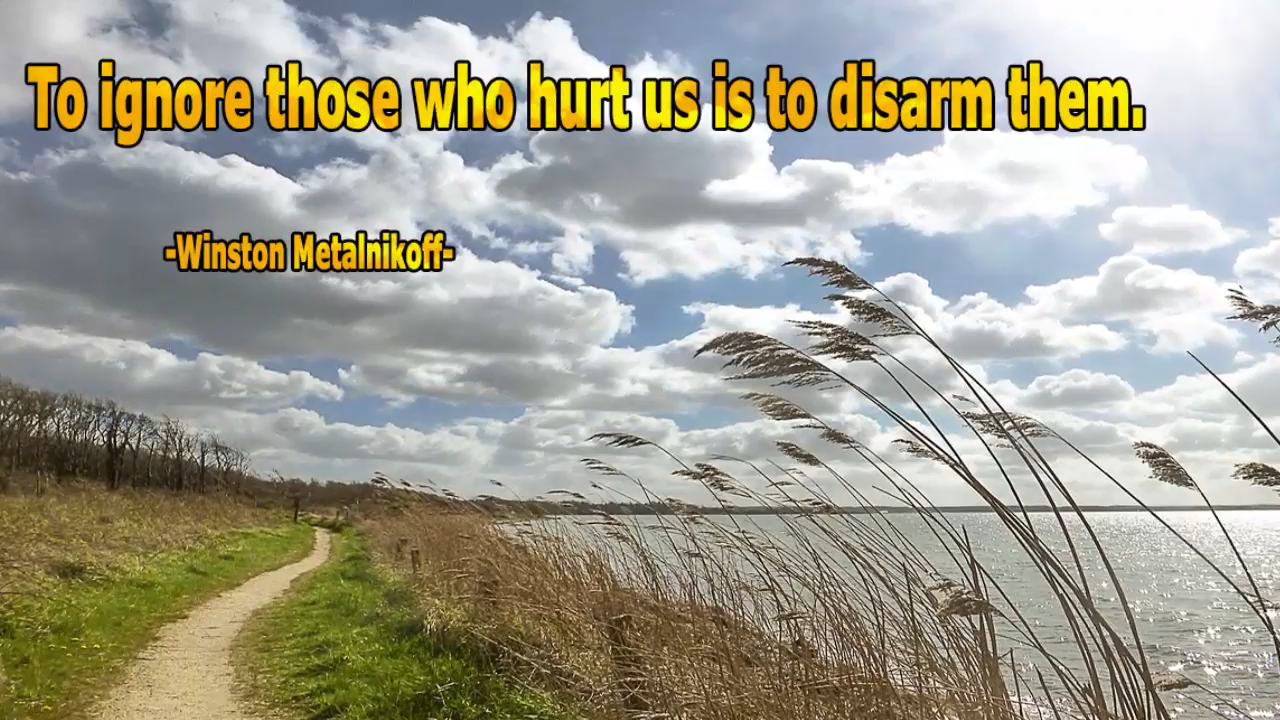 To ignore those who hurt us is to disarm them.
-Winston Metalnikoff-